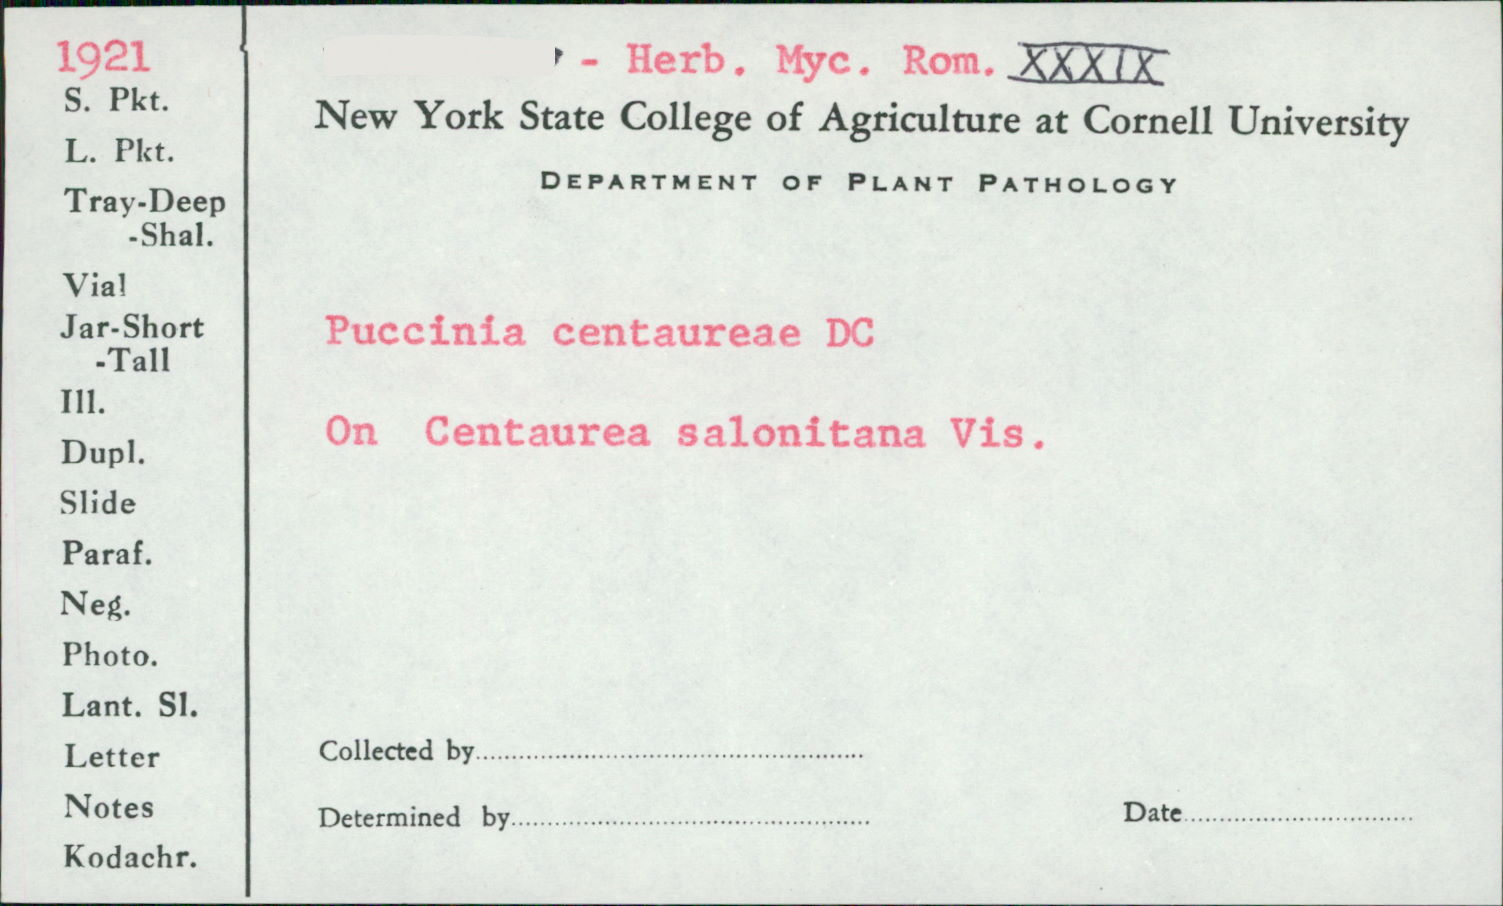 1921
S. Pkt.
L. Pkt.
Tray-Deep
-Shal.
Vial
Jar-Short
-Tall
Ill.
Dupl.
Slide
Paraf.
Neg.
Photo.
Lant. Sl.
Letter
Notes
Kodachr.
- Herb. Myc. Rom. XXXIX
New York State College of Agriculture at Cornell University
DEPARTMENT OF PLANT PATHOLOGY
Puccinia centaureae DC
On Centaurea salonitana Vis.
Collected by
Determined by
Date